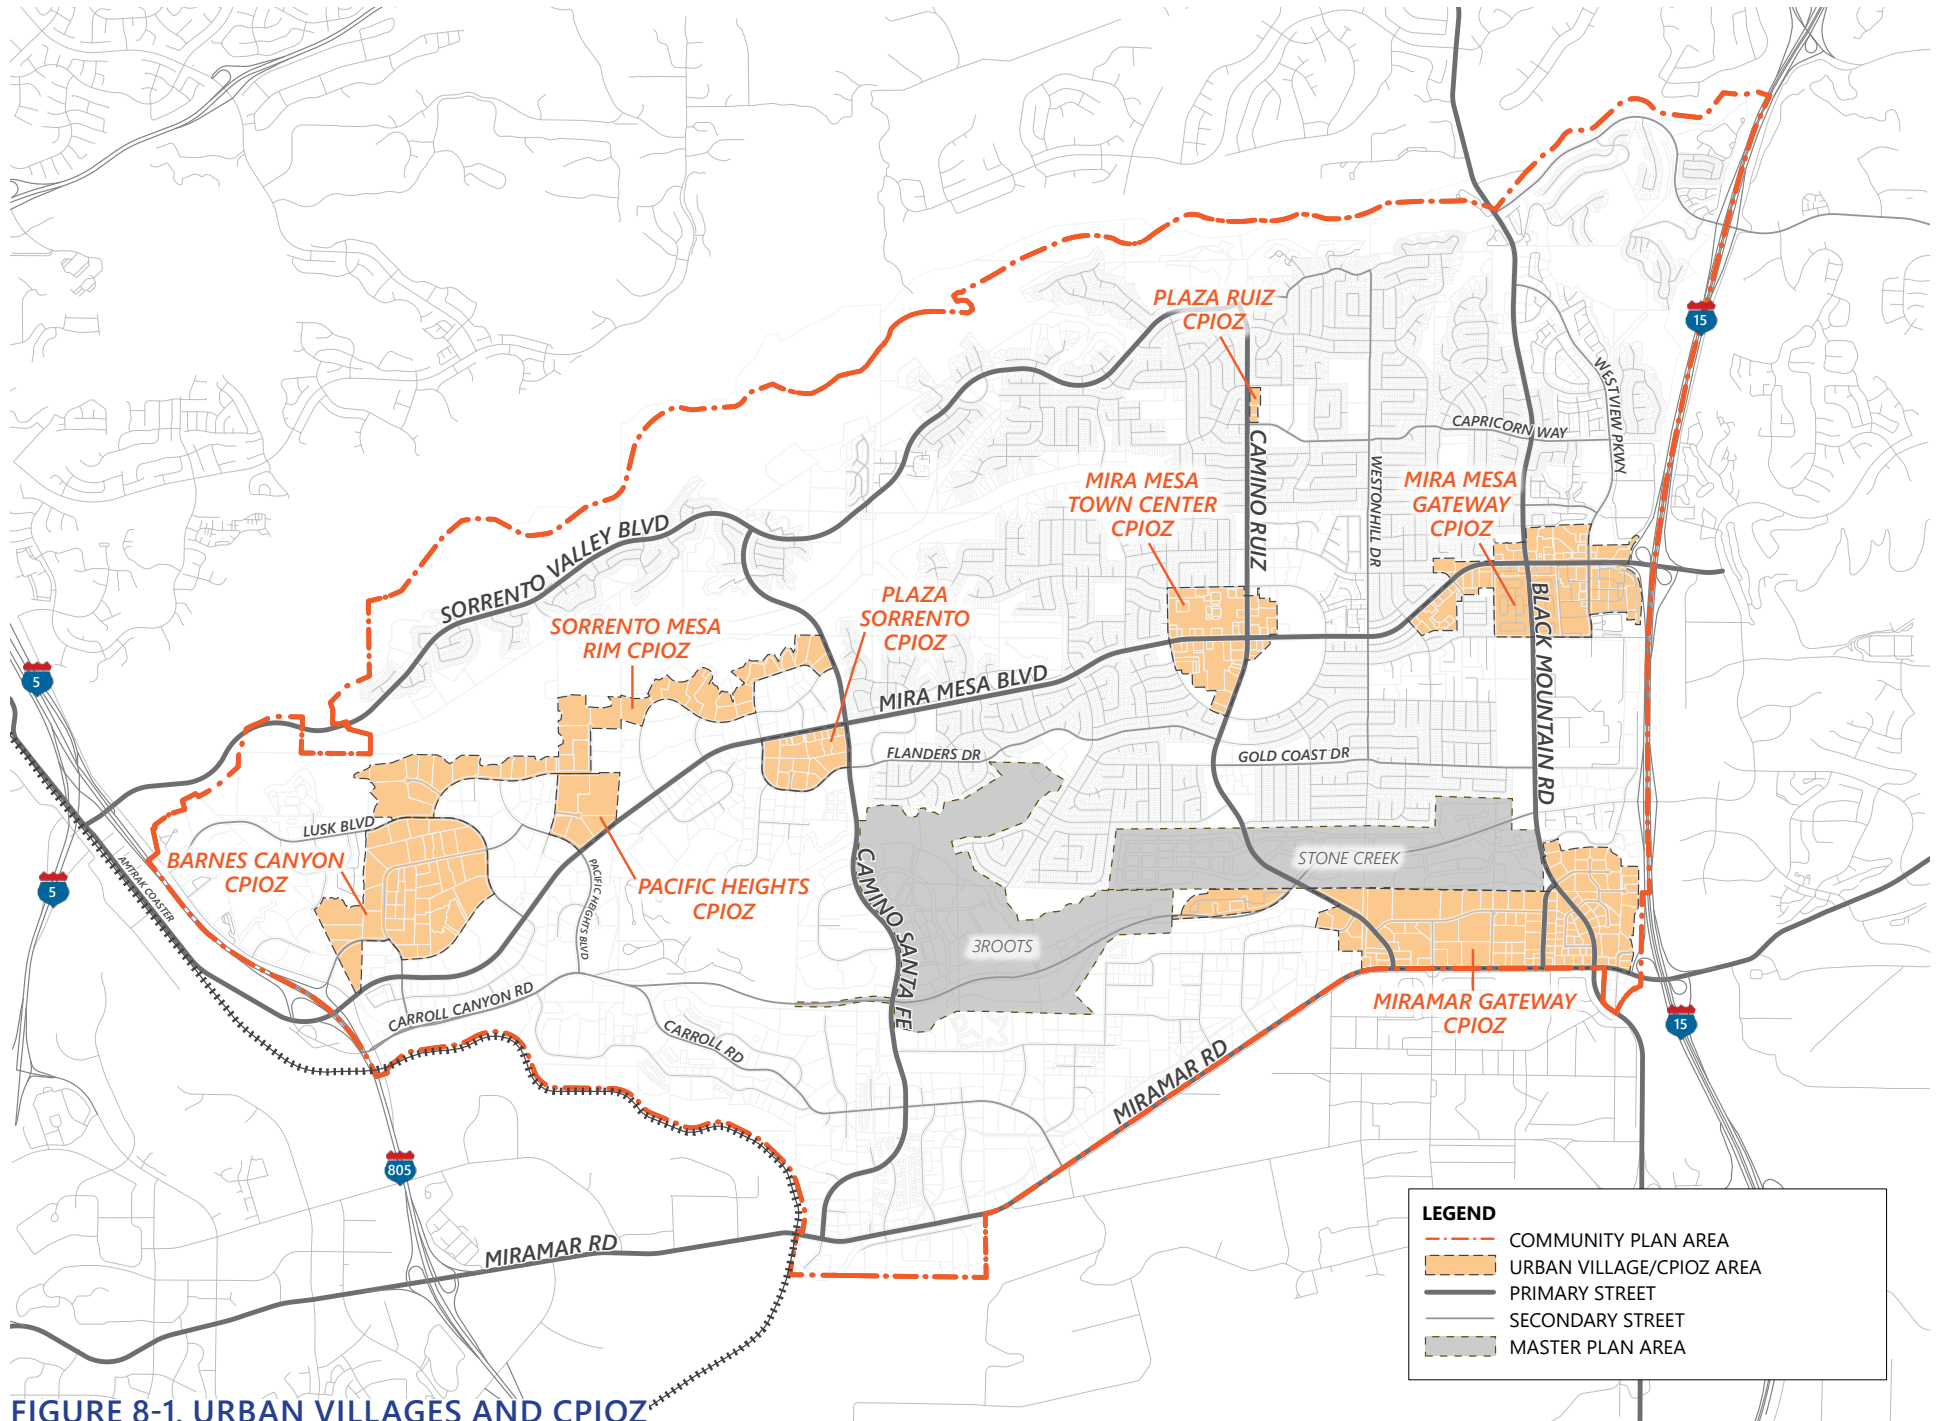 PLAZA RUIZ
CPIOZ
15
WESTVIEW PKWY
CAPRICORN WAY
CAMINO RUIZ
WESTONHILL DR
MIRA MESA
TOWN CENTER
CPIOZ
MIRA MESA
GATEWAY
CPIOZ
SORRENTO VALLEY BLVD
PLAZA
SORRENTO
CPIOZ
SORRENTO MESA
RIM CPIOZ
BLACK MOUNTAIN RD
5
MIRA MESA BLVD
FLANDERS DR
GOLD COAST DR
LUSK BLVD
BARNES CANYON
CPIOZ
5
AMTRAK COASTER
PACIFIC HEIGHTS BLVD
PACIFIC HEIGHTS
CPIOZ
CAMINO SANTA FE
STONE CREEK
3ROOTS
MIRAMAR GATEWAY
CPIOZ
15
CARROLL CANYON RD
CARROLL RD
MIRAMAR RD
805
MIRAMAR RD
LEGEND
COMMUNITY PLAN AREA
URBAN VILLAGE/CPIOZ AREA
PRIMARY STREET
SECONDARY STREET
MASTER PLAN AREA
FIGURE 8-1. URBAN VILLAGES AND CPIOZ